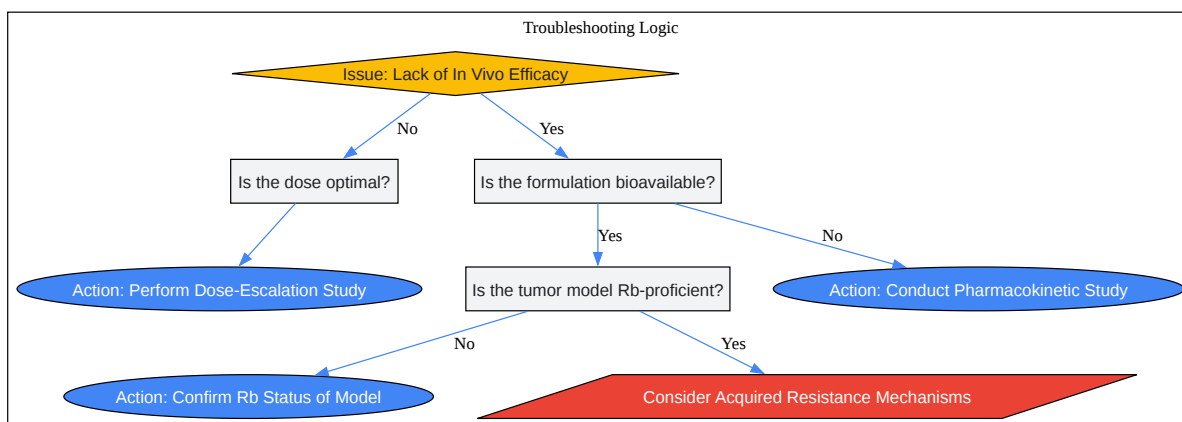 Troubleshooting Logic
Issue: Lack of In Vivo Efficacy
No
Yes
Is the dose optimal?
Is the formulation bioavailable?
Yes
No
Action: Perform Dose-Escalation Study
Is the tumor model Rb-proficient?
Action: Conduct Pharmacokinetic Study
No
Yes
Action: Confirm Rb Status of Model
Consider Acquired Resistance Mechanisms